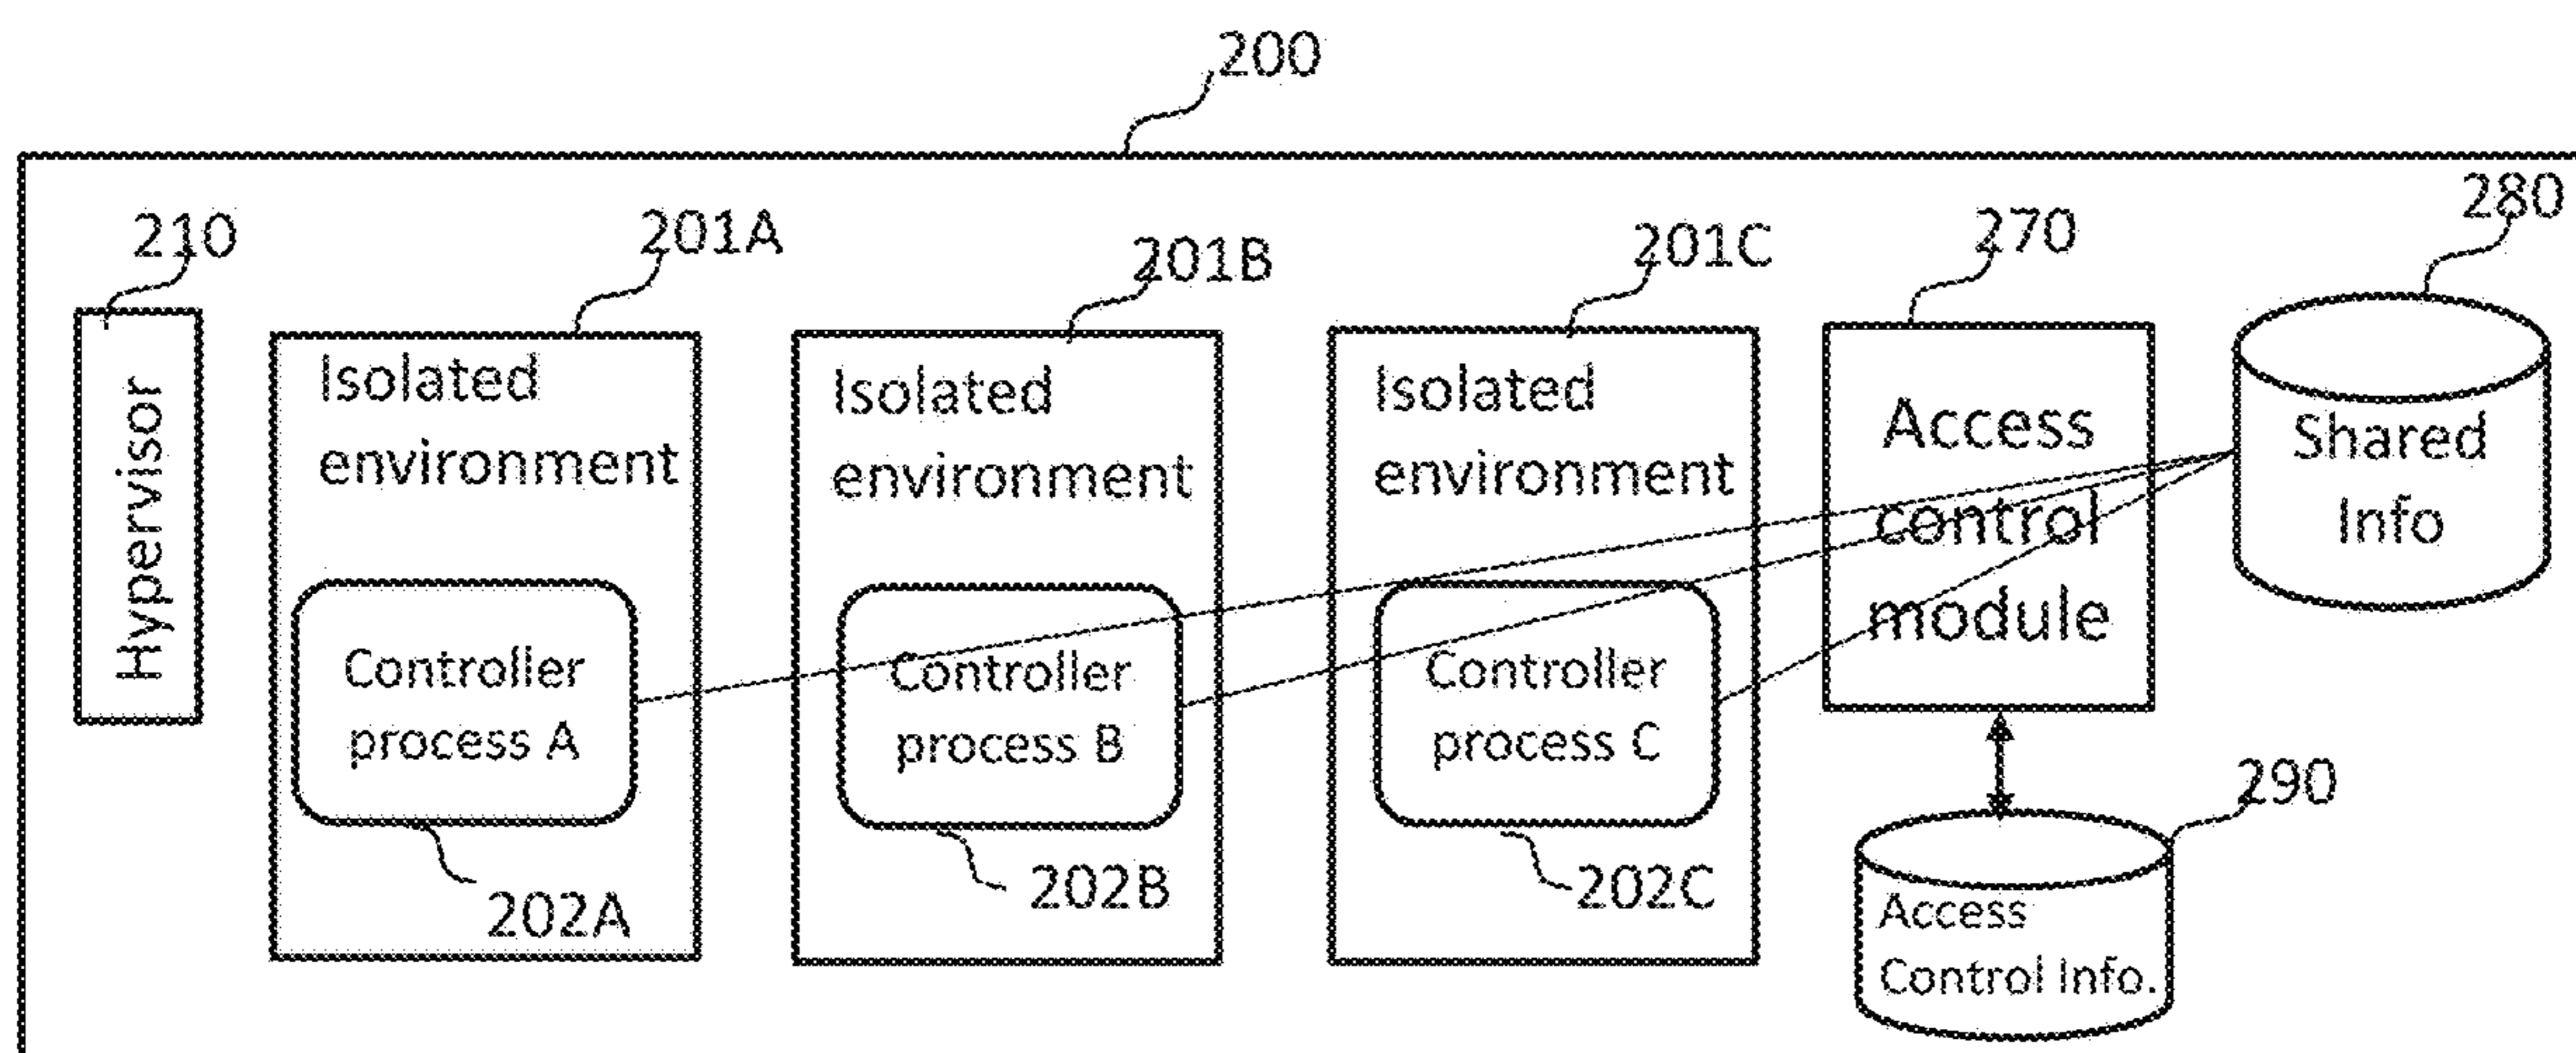 200
280
210
201A
201B
201C
270
Hypervisor
Isolated
environment
Controller
process A
202A
Isolated
environment
Controller
process B
202B
Isolated
environment
Controller
process C
202C
Access
control
module
Shared
Info
290
Access
Control Info.